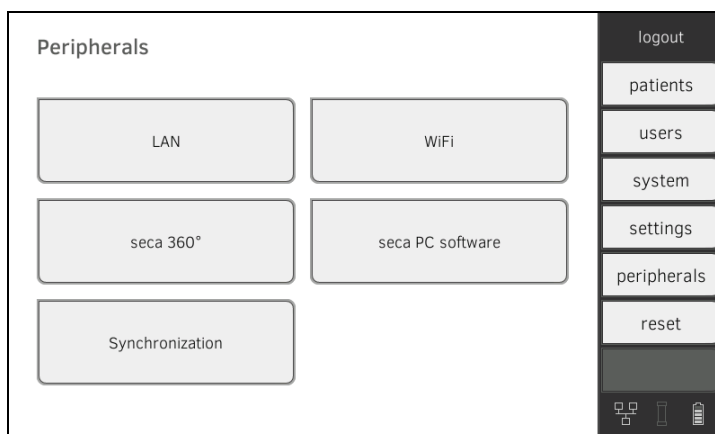 Peripherals
LAN
WiFi
seca 360°
seca PC software
Synchronization
logout
patients
users
system
settings
peripherals
reset